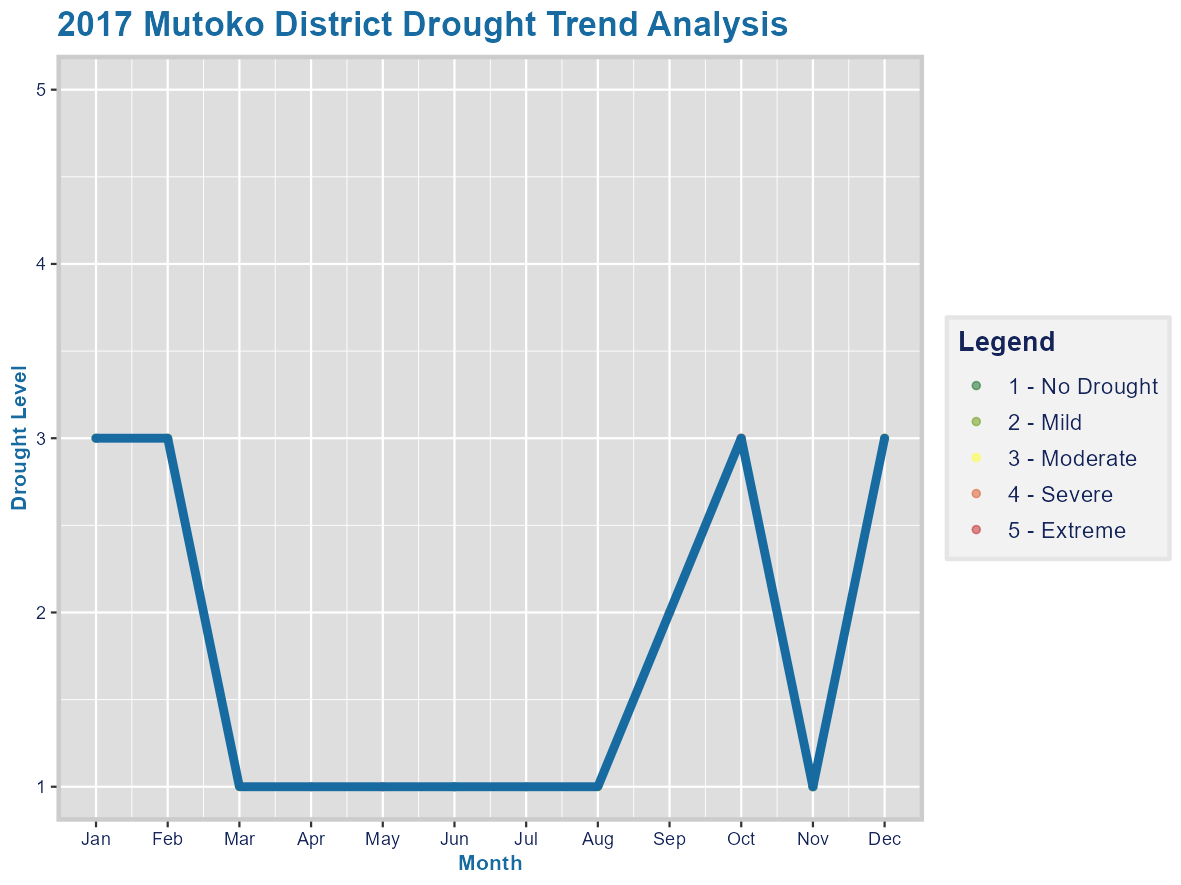 2017 Mutoko District Drought Trend Analysis
Drought Level
5
4
3
2
1
Jan Feb Mar Apr May Jun Jul Aug Sep Oct Nov Dec
Month
Legend
1 - No Drought
2 - Mild
3 - Moderate
4 - Severe
5 - Extreme